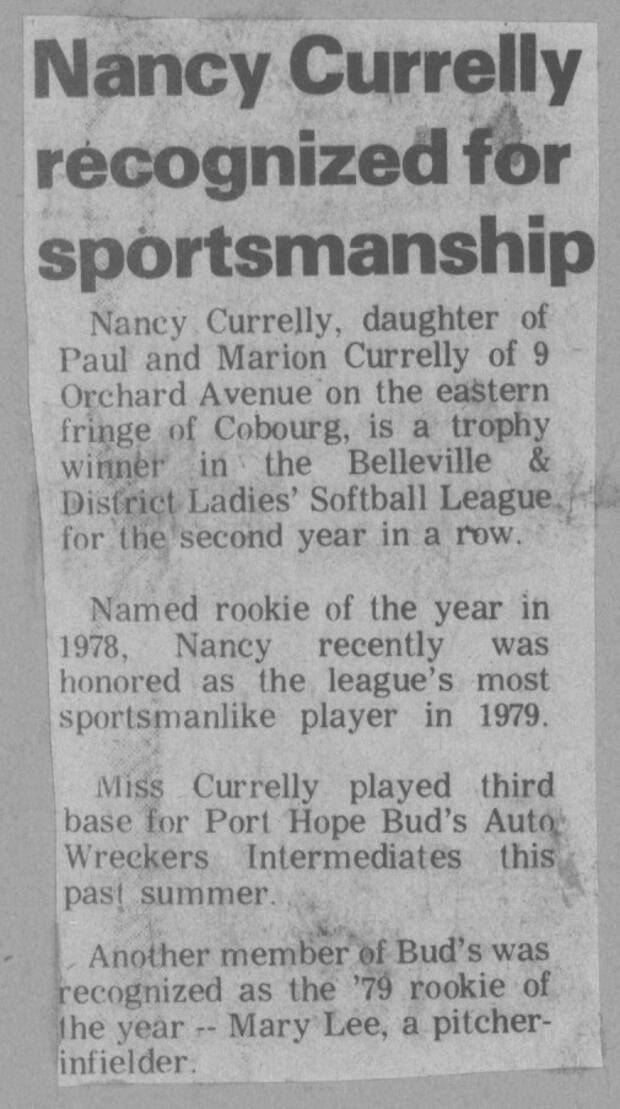 Nancy Currelly
recognized for
sportsmanship
Nancy Currelly, daughter of
Paul and Marion Currelly of 9
Orchard Avenue on the eastern
fringe of Cobourg, is a trophy
winner in the Belleville &
District Ladies' Softball League
for the second year in a row.
Named rookie of the year in
1978, Nancy recently was
honored as the league's most
sportsmanlike player in 1979.
Miss Currelly played third
base for Port Hope Bud's Auto
Wreckers Intermediates this
past summer.
Another member of Bud's was
recognized as the '79 rookie of
the year -- Mary Lee, a pitcher-
infielder.